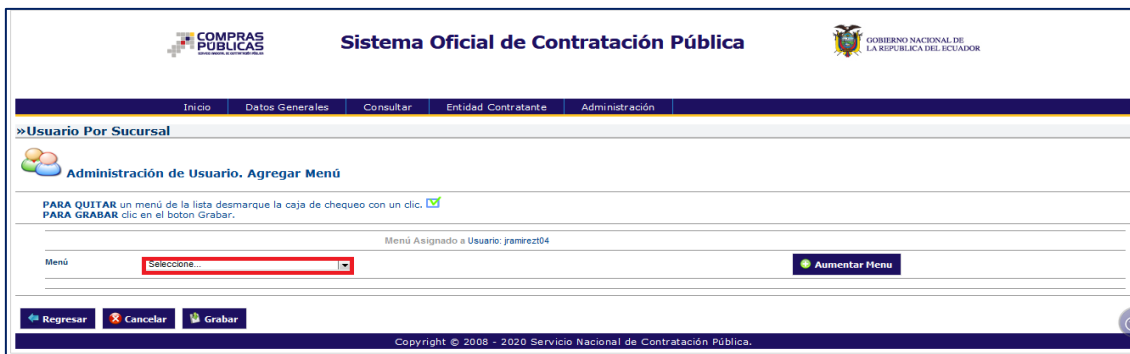 COMPRAS
PÚBLICAS
Sistema Oficial de Contratación Pública
GOBIERNO NACIONAL DE
LA REPUBLICA DEL ECUADOR
Inicio Datos Generales Consultar Entidad Contratante Administración
»Usuario Por Sucursal
Administración de Usuario. Agregar Menú
PARA QUITAR un menú de la lista desmarque la caja de chequeo con un clic.
PARA GRABAR clic en el boton Grabar.
Menú Asignado a Usuario: jramirezt04
Menú Seleccione... Aumentar Menu
Regresar Cancelar Grabar
Copyright © 2008 - 2020 Servicio Nacional de Contratación Pública.